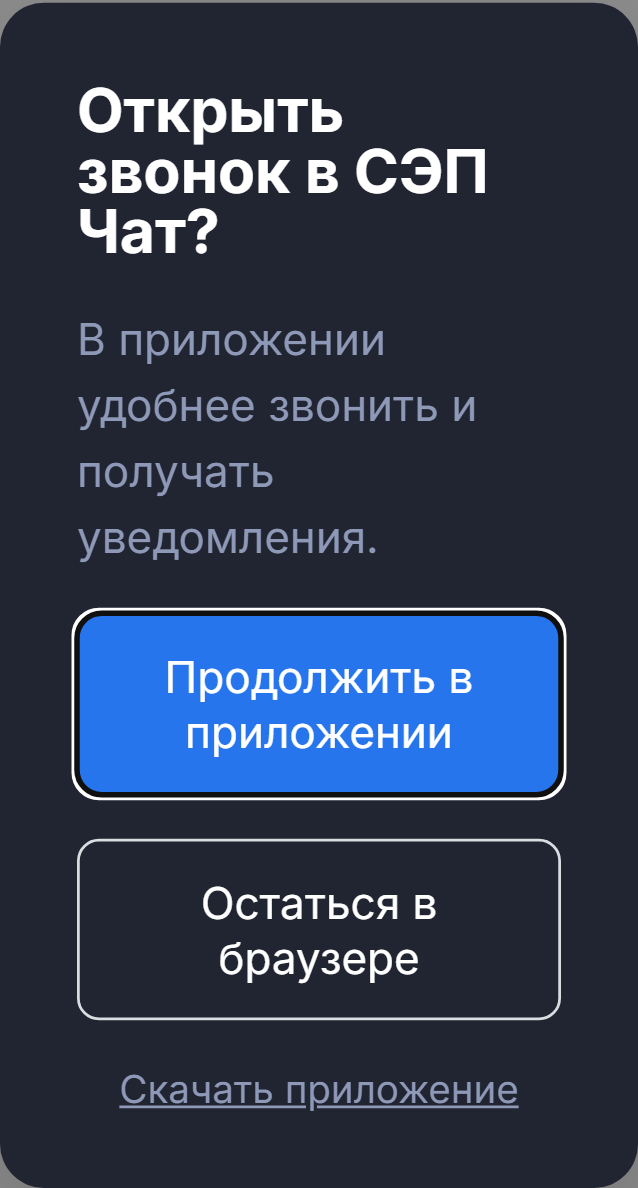 Открыть
звонок в СЭП
Чат?
В приложении
удобнее звонить и
получать
уведомления.
Продолжить в
приложении
Остаться в
браузере
Скачать приложение